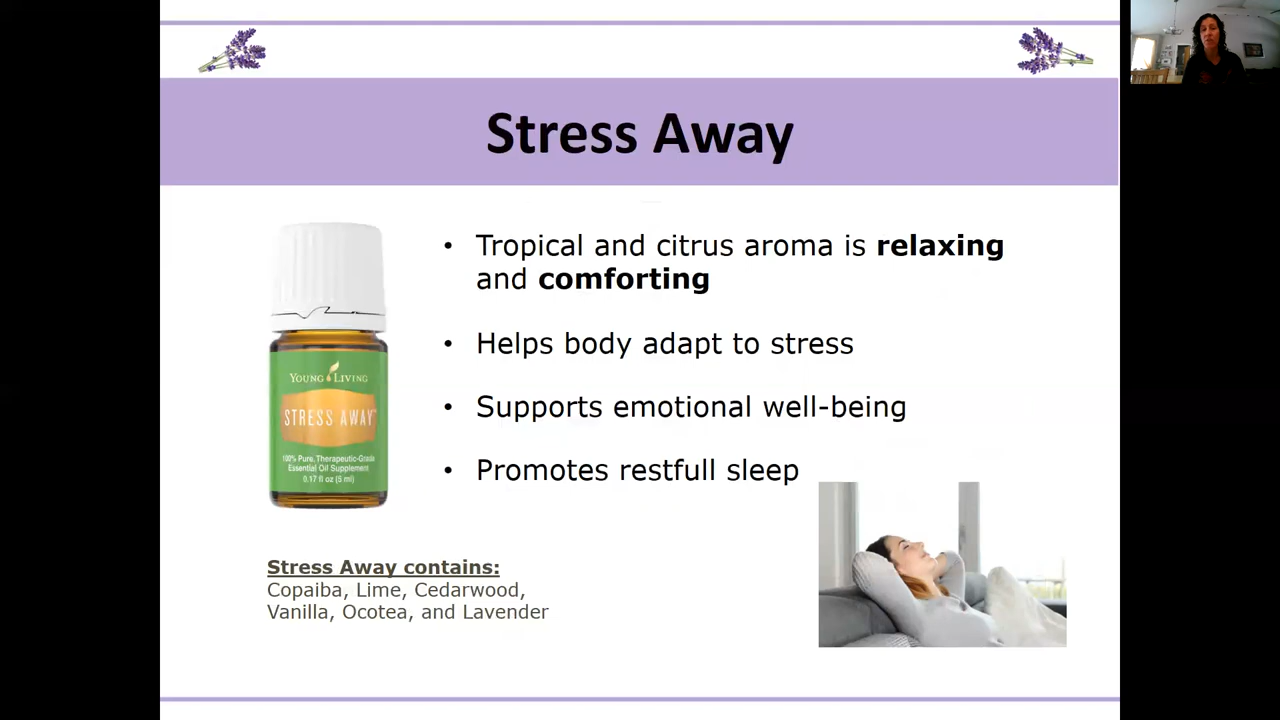 Stress Away
Tropical and citrus aroma is relaxing
and comforting
Helps body adapt to stress
Supports emotional well-being
Promotes restfull sleep
YOUNG LIVING
STRESS AWAY™
100% Pure, Therapeutic-Grade
Essential Oil Supplement
0.17 fl oz (5 ml)
Stress Away contains:
Copaiba, Lime, Cedarwood,
Vanilla, Ocotea, and Lavender